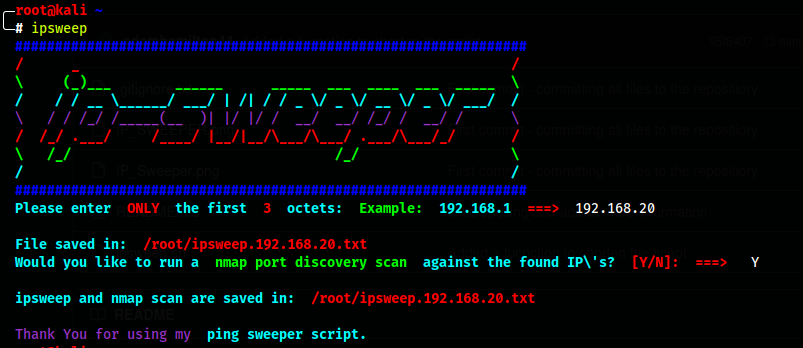 root@kali ~
# ipsweep
################################################################
/       _                                                      /
\      (_)___        ______      _____  ___  ____  ___  _____  \
/     / / __ \______/ ___/ | /| / / _ \/ _ \/ __ \/ _ \/ ___/  /
\    / / /_/ /_____(__  )| |/ |/ /  __/  __/ /_/ /  __/ /      \
/   /_/ .___/     /____/ |__/|__/\___/\___/ .___/\___/_/       /
\    /_/                                 /_/                   \
/                                                              /
################################################################
Please enter ONLY the first 3 octets: Example: 192.168.1 ===> 192.168.20
File saved in: /root/ipsweep.192.168.20.txt
Would you like to run a nmap port discovery scan against the found IP\'s? [Y/N]: ===> Y
ipsweep and nmap scan are saved in: /root/ipsweep.192.168.20.txt
Thank You for using my ping sweeper script.